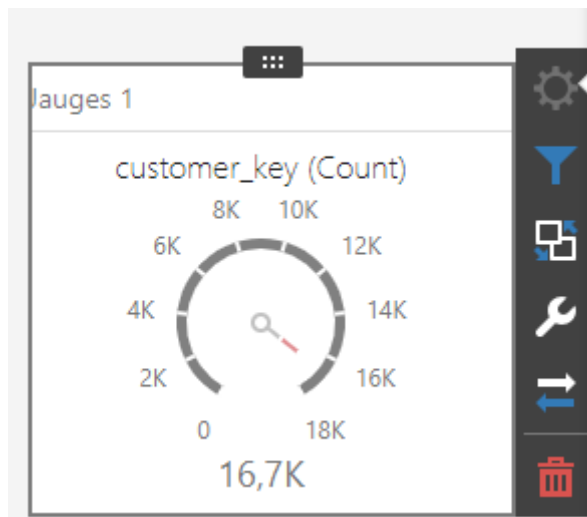 Jauges 1
customer_key (Count)
8K 10K
6K 12K
4K 14K
2K 16K
0 18K
16,7K